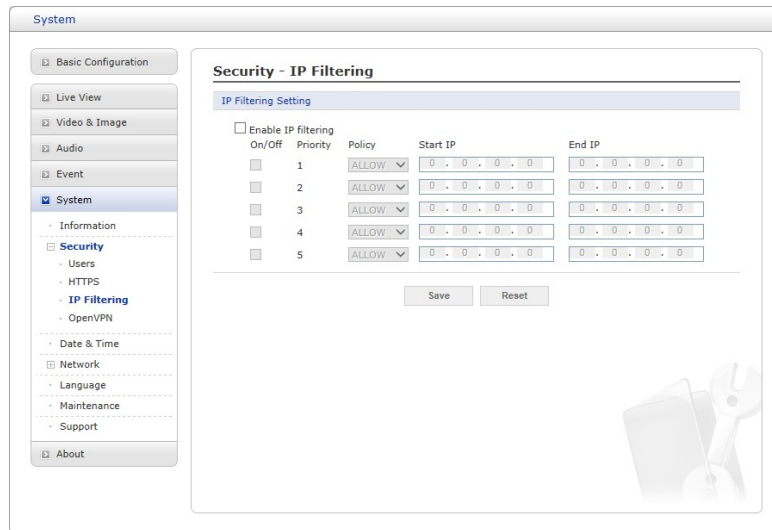 System
Basic Configuration
Live View
Video & Image
Audio
Event
System
Information
Security
Users
HTTPS
IP Filtering
OpenVPN
Date & Time
Network
Language
Maintenance
Support
About
Security - IP Filtering
IP Filtering Setting
Enable IP filtering
On/Off Priority Policy Start IP End IP
1 ALLOW 0 . 0 . 0 . 0 0 . 0 . 0 . 0
2 ALLOW 0 . 0 . 0 . 0 0 . 0 . 0 . 0
3 ALLOW 0 . 0 . 0 . 0 0 . 0 . 0 . 0
4 ALLOW 0 . 0 . 0 . 0 0 . 0 . 0 . 0
5 ALLOW 0 . 0 . 0 . 0 0 . 0 . 0 . 0
Save Reset